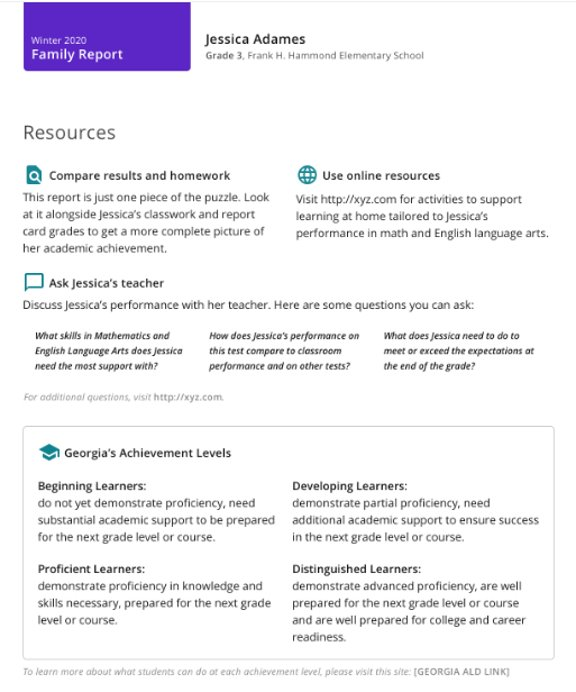 Winter 2020
Family Report
Jessica Adames
Grade 3, Frank H. Hammond Elementary School
Resources
Compare results and homework
This report is just one piece of the puzzle. Look
at it alongside Jessica's classwork and report
card grades to get a more complete picture of
her academic achievement.
Use online resources
Visit http://xyz.com for activities to support
learning at home tailored to Jessica's
performance in math and English language arts.
Ask Jessica's teacher
Discuss Jessica's performance with her teacher. Here are some questions you can ask:
What skills in Mathematics and
English Language Arts does Jessica
need the most support with?
How does Jessica's performance on
this test compare to classroom
performance and on other tests?
What does Jessica need to do to
meet or exceed the expectations at
the end of the grade?
For additional questions, visit http://xyz.com.
Georgia's Achievement Levels
Beginning Learners:
do not yet demonstrate proficiency, need
substantial academic support to be prepared
for the next grade level or course.
Developing Learners:
demonstrate partial proficiency, need
additional academic support to ensure success
in the next grade level or course.
Proficient Learners:
demonstrate proficiency in knowledge and
skills necessary, prepared for the next grade
level or course.
Distinguished Learners:
demonstrate advanced proficiency, are well
prepared for the next grade level or course
and are well prepared for college and career
readiness.
To learn more about what students can do at each achievement level, please visit this site: [GEORGIA ALD LINK]